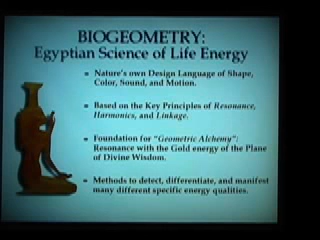 BIOGEOMETRY:
Egyptian Science of Life Energy
Nature's own Design Language of Shape,
Color, Sound, and Motion.
Based on the Key Principles of Resonance,
Harmonics, and Linkage.
Foundation for "Geometric Alchemy":
Resonance with the Gold energy of the Plane
of Divine Wisdom.
Methods to detect, differentiate, and manifest
many different specific energy qualities.